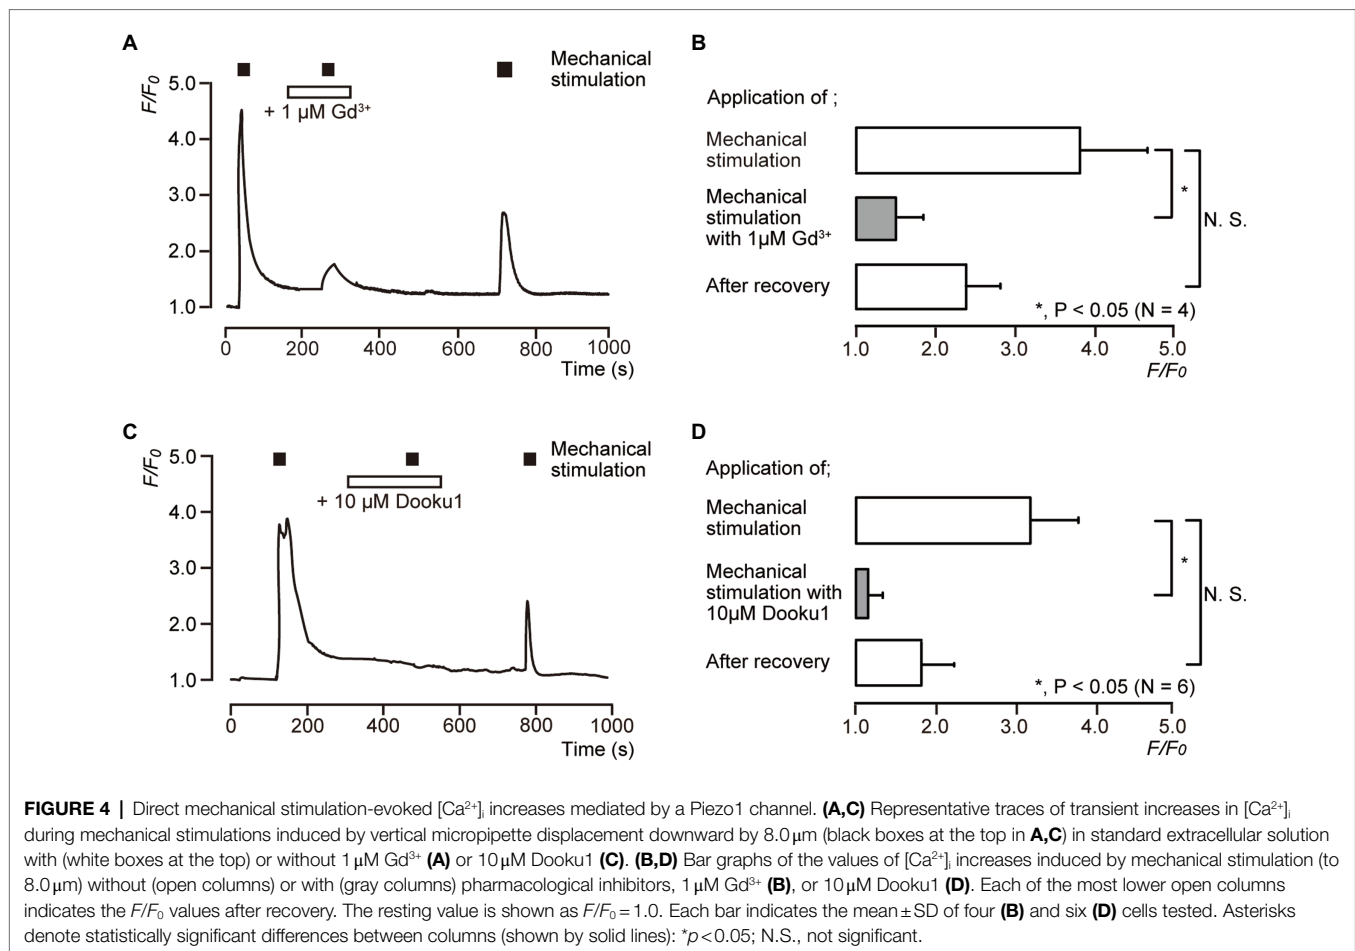 A
Mechanical
stimulation
F/F₀
5.0
4.0
3.0
2.0
1.0
+ 1 µM Gd³⁺
0
200
400
600
800
1000
Time (s)
B
Application of ;
Mechanical
stimulation
Mechanical
stimulation
with 1µM Gd³⁺
After recovery
*
N. S.
*, P < 0.05 (N = 4)
1.0
2.0
3.0
4.0
5.0
F/F₀
C
Mechanical
stimulation
F/F₀
5.0
4.0
3.0
2.0
1.0
+ 10 µM Dooku1
0
200
400
600
800
1000
Time (s)
D
Application of;
Mechanical
stimulation
Mechanical
stimulation with
10µM Dooku1
After recovery
*
N. S.
*, P < 0.05 (N = 6)
1.0
2.0
3.0
4.0
5.0
F/F₀
FIGURE 4 | Direct mechanical stimulation-evoked [Ca²⁺]ᵢ increases mediated by a Piezo1 channel. (A,C) Representative traces of transient increases in [Ca²⁺]ᵢ
during mechanical stimulations induced by vertical micropipette displacement downward by 8.0 µm (black boxes at the top in A,C) in standard extracellular solution
with (white boxes at the top) or without 1 µM Gd³⁺ (A) or 10 µM Dooku1 (C). (B,D) Bar graphs of the values of [Ca²⁺]ᵢ increases induced by mechanical stimulation (to
8.0 µm) without (open columns) or with (gray columns) pharmacological inhibitors, 1 µM Gd³⁺ (B), or 10 µM Dooku1 (D). Each of the most lower open columns
indicates the F/F₀ values after recovery. The resting value is shown as F/F₀ = 1.0. Each bar indicates the mean ± SD of four (B) and six (D) cells tested. Asterisks
denote statistically significant differences between columns (shown by solid lines): *p < 0.05; N.S., not significant.